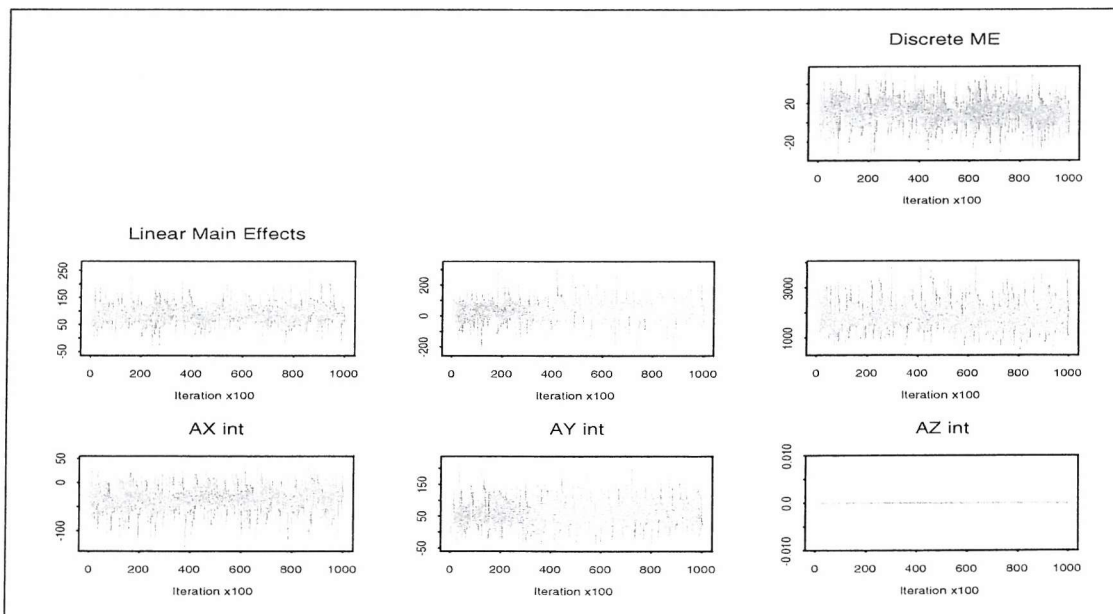 Discrete ME
20
-20
0 200 400 600 800 1000
Iteration x100
Linear Main Effects
250
150
50
-50
0 200 400 600 800 1000
Iteration x100
200
0
-200
0 200 400 600 800 1000
Iteration x100
3000
1000
0 200 400 600 800 1000
Iteration x100
AX int
50
0
-100
0 200 400 600 800 1000
Iteration x100
AY int
150
50
-50
0 200 400 600 800 1000
Iteration x100
AZ int
0.010
0.0
-0.010
0 200 400 600 800 1000
Iteration x100